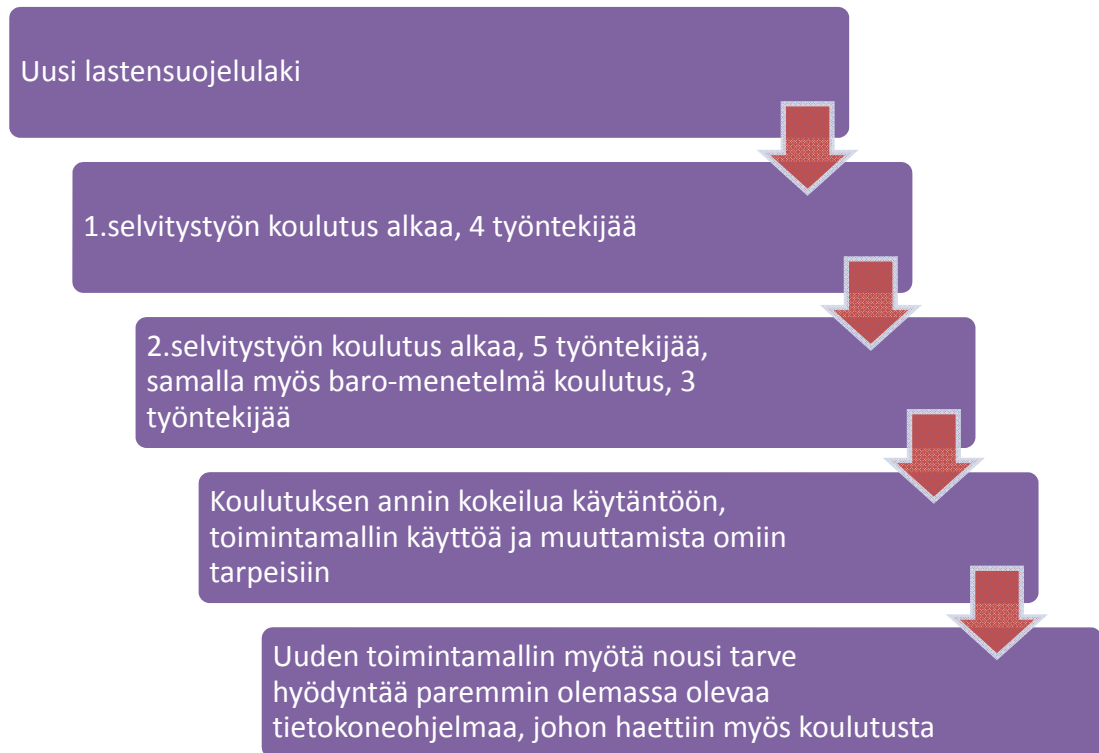 Uusi lastensuojelulaki
1.selvitystyön koulutus alkaa, 4 työntekijää
2.selvitystyön koulutus alkaa, 5 työntekijää,
samalla myös baro-menetelmä koulutus, 3
työntekijää
Koulutuksen annin kokeilua käytäntöön,
toimintamallin käyttöä ja muuttamista omiin
tarpeisiin
Uuden toimintamallin myötä nousi tarve
hyödyntää paremmin olemassa olevaa
tietokoneohjelmaa, johon haettiin myös koulutusta